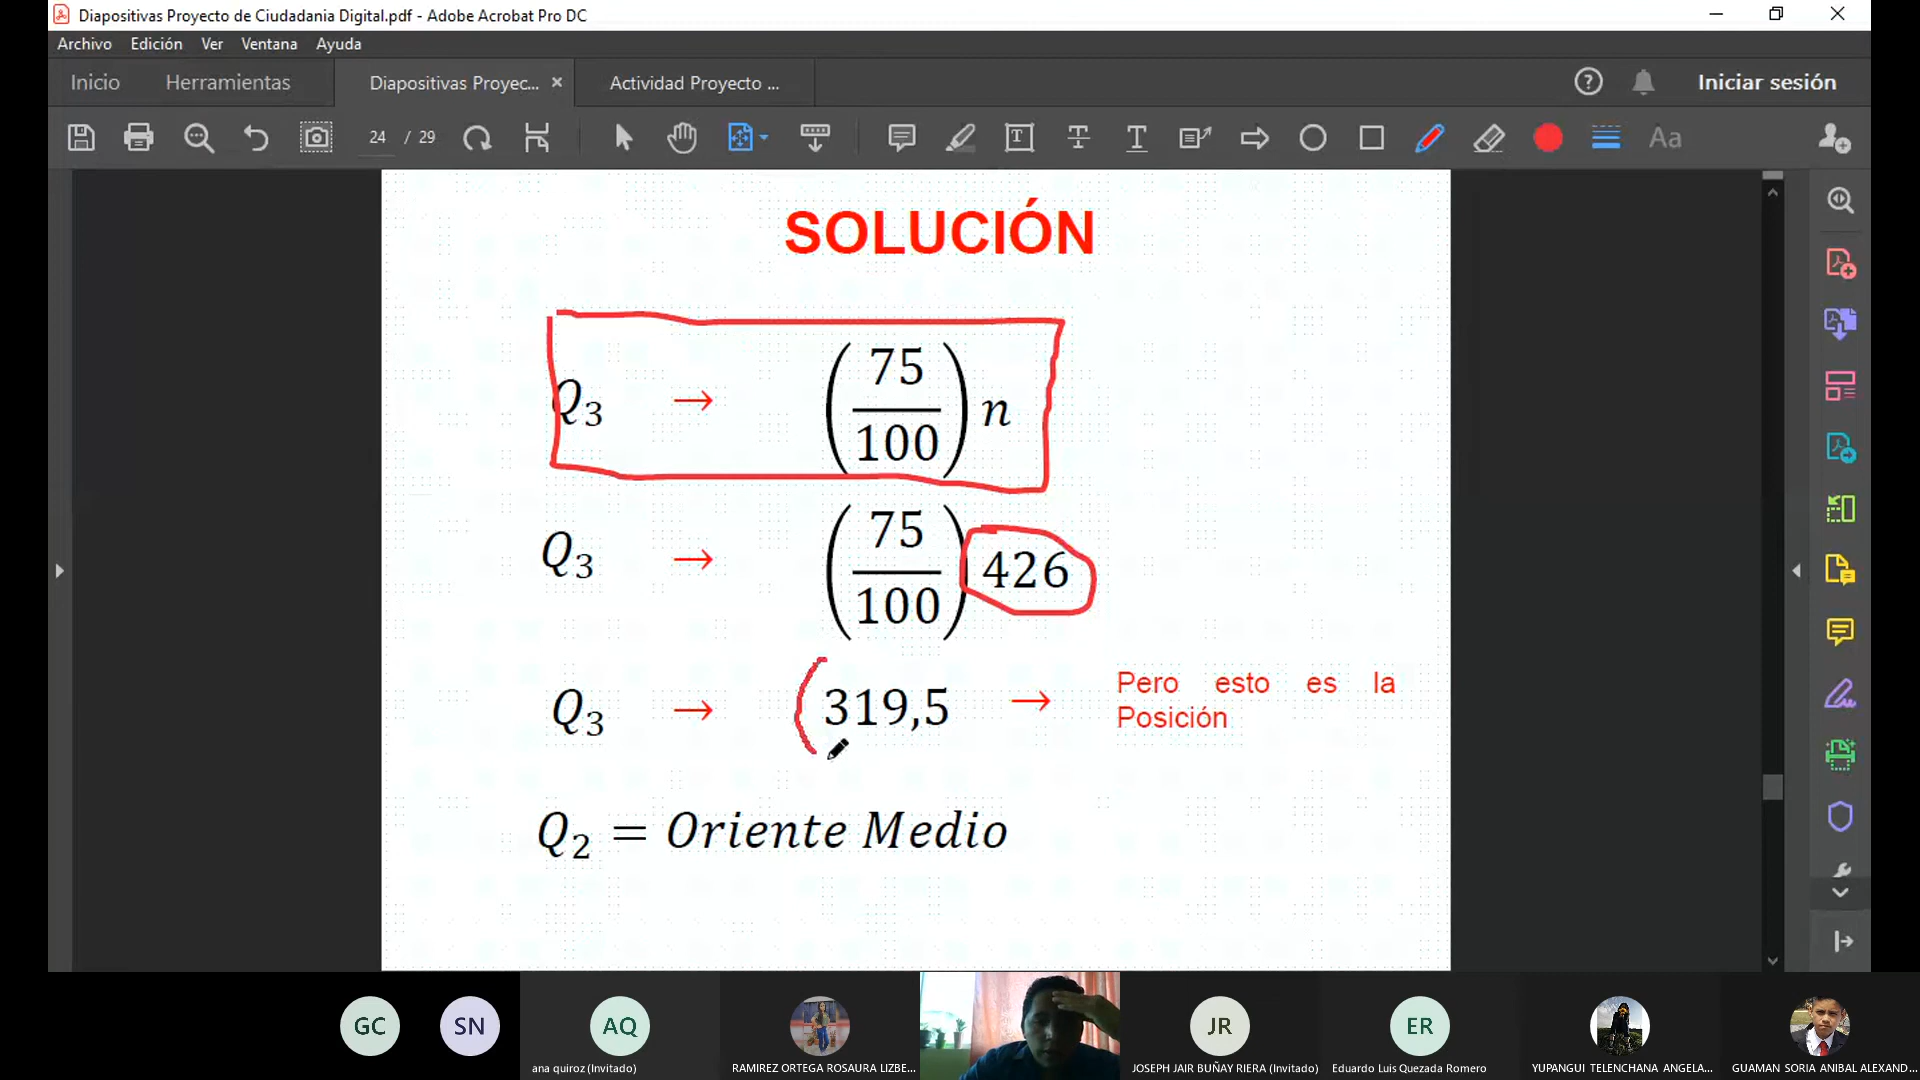 Diapositivas Proyecto de Ciudadania Digital.pdf - Adobe Acrobat Pro DC
Archivo Edición Ver Ventana Ayuda
Inicio Herramientas Diapositivas Proyec... × Actividad Proyecto ... Iniciar sesión
24 / 29 Aa
SOLUCIÓN
Q₃ → (75/100) n
Q₃ → (75/100) 426
Q₃ → 319,5 → Pero esto es la
Posición
Q₂ = Oriente Medio
GC SN AQ JR ER
ana quiroz (Invitado) RAMIREZ ORTEGA ROSAURA LIZBE... JOSEPH JAIR BUÑAY RIERA (Invitado) Eduardo Luis Quezada Romero YUPANGUI TELENCHANA ANGELA... GUAMAN SORIA ANIBAL ALEXAND...